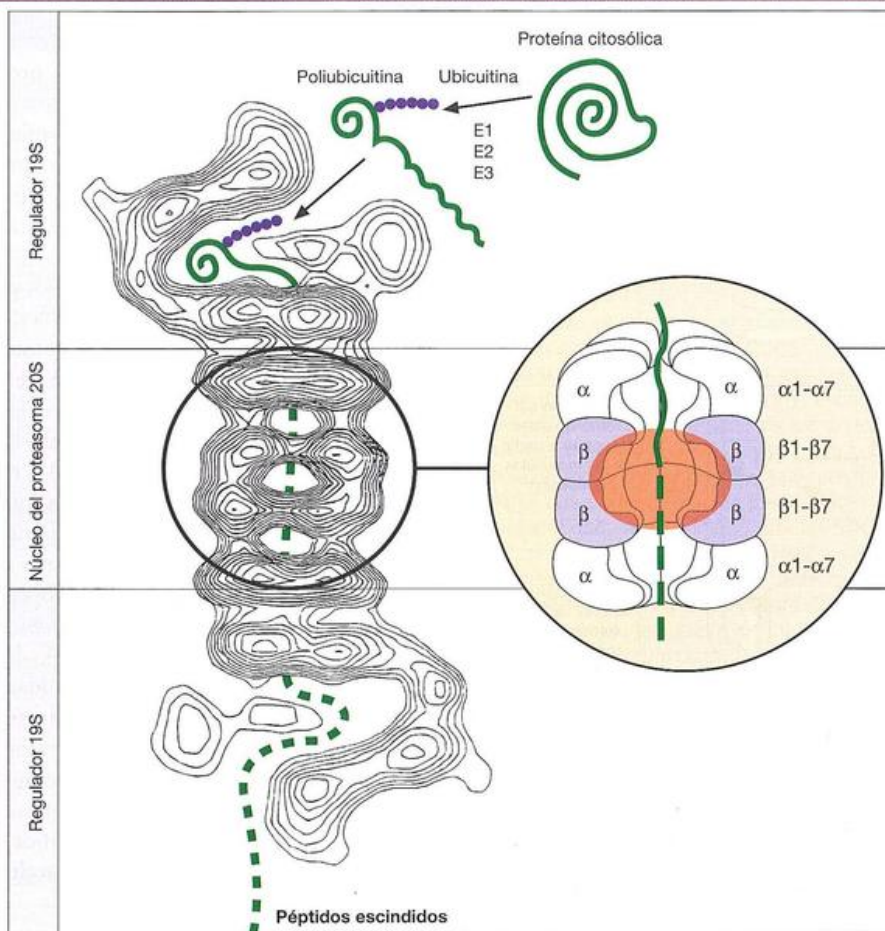 Proteína citosólica
Poliubicuitina
Ubicuitina
E1
E2
E3
Regulador 19S
Núcleo del proteasoma 20S
α
α
α1-α7
β
β
β1-β7
β
β
β1-β7
α
α
α1-α7
Regulador 19S
Péptidos escindidos